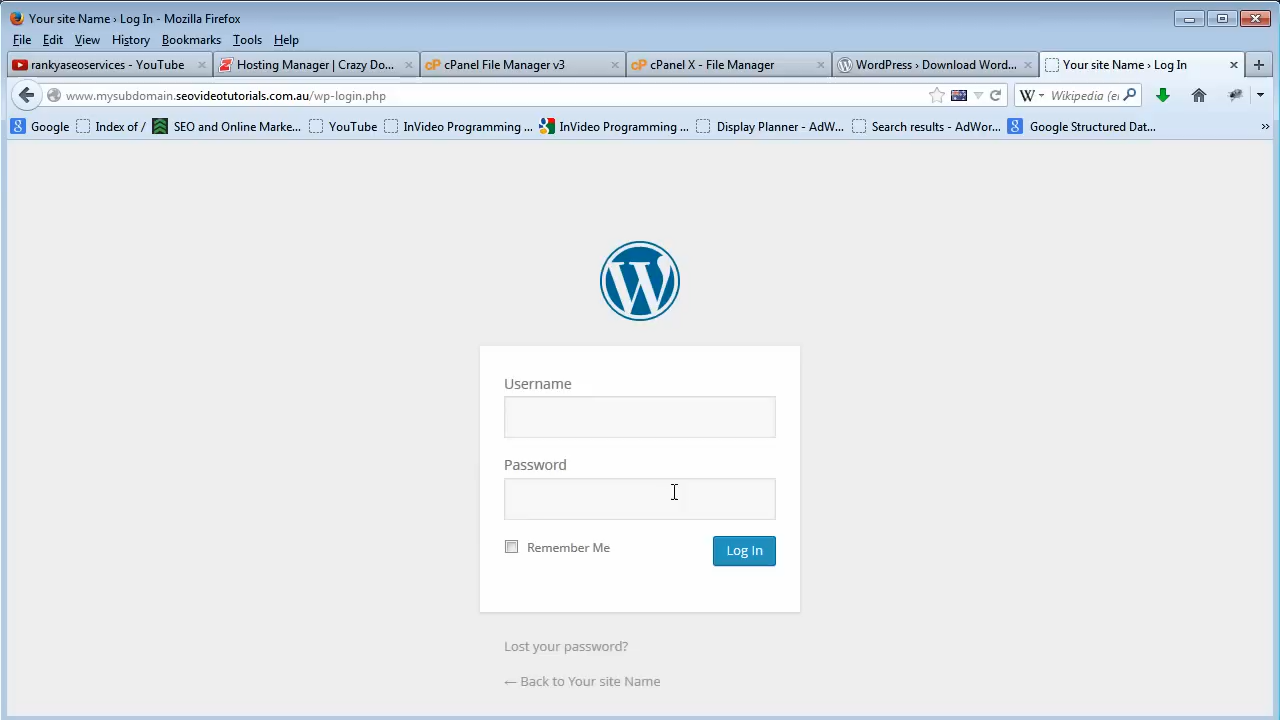 Your site Name › Log In - Mozilla Firefox
File Edit View History Bookmarks Tools Help
rankyaseoservices - YouTube × Hosting Manager | Crazy Do... × cPanel File Manager v3 × cPanel X - File Manager × WordPress › Download Word... × Your site Name › Log In × +
www.mysubdomain.seovideotutorials.com.au/wp-login.php W Wikipedia (e
Google Index of / SEO and Online Marke... YouTube InVideo Programming ... InVideo Programming ... Display Planner - AdW... Search results - AdWor... Google Structured Dat... »
W
Username
Password
Remember Me Log In
Lost your password?
← Back to Your site Name